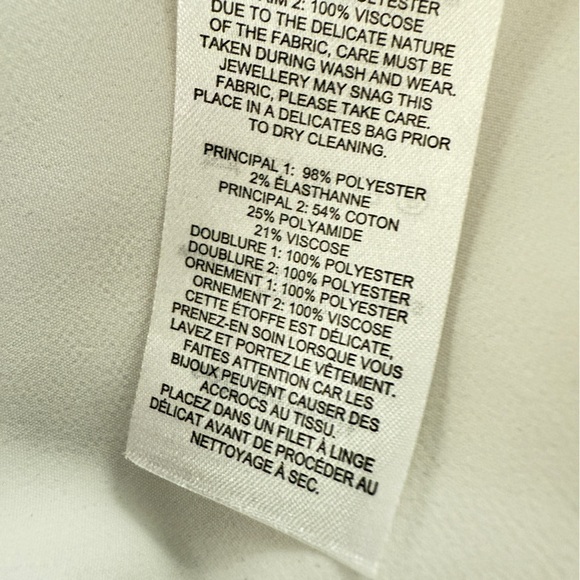 POLYESTER
2: 100% VISCOSE
DUE TO THE DELICATE NATURE
OF THE FABRIC, CARE MUST BE
TAKEN DURING WASH AND WEAR.
JEWELLERY MAY SNAG THIS
FABRIC, PLEASE TAKE CARE.
PLACE IN A DELICATES BAG PRIOR
TO DRY CLEANING.
PRINCIPAL 1: 98% POLYESTER
2% ÉLASTHANNE
PRINCIPAL 2: 54% COTON
25% POLYAMIDE
21% VISCOSE
DOUBLURE 1: 100% POLYESTER
DOUBLURE 2: 100% POLYESTER
ORNEMENT 1: 100% POLYESTER
ORNEMENT 2: 100% VISCOSE
CETTE ÉTOFFE EST DÉLICATE,
PRENEZ-EN SOIN LORSQUE VOUS
LAVEZ ET PORTEZ LE VÊTEMENT.
FAITES ATTENTION CAR LES
BIJOUX PEUVENT CAUSER DES
ACCROCS AU TISSU.
PLACEZ DANS UN FILET À LINGE
DÉLICAT AVANT DE PROCÉDER AU
NETTOYAGE À SEC.